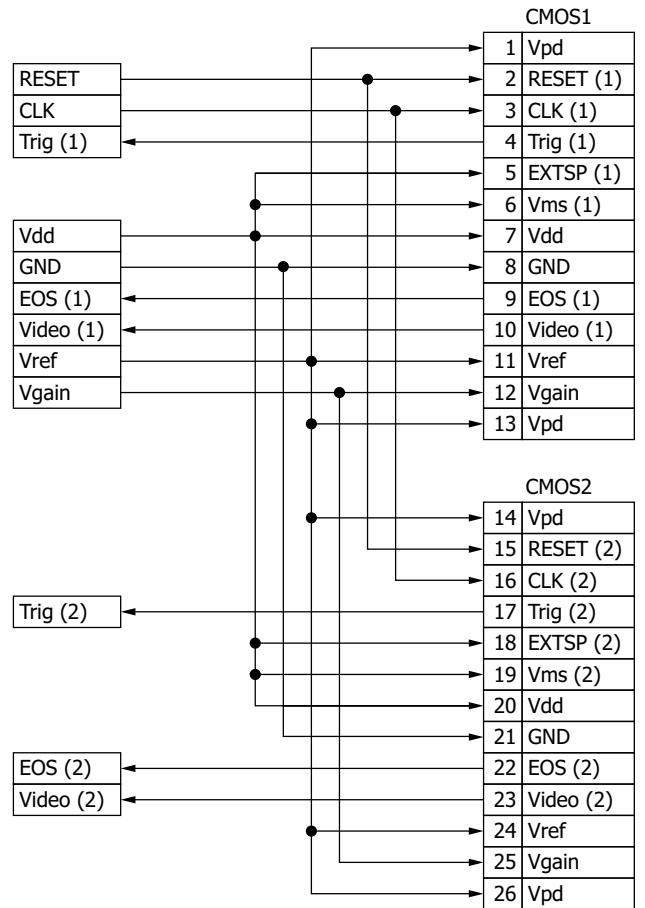 CMOS1
1 Vpd
RESET 2 RESET (1)
CLK 3 CLK (1)
Trig (1) 4 Trig (1)
5 EXTSP (1)
6 Vms (1)
Vdd 7 Vdd
GND 8 GND
EOS (1) 9 EOS (1)
Video (1) 10 Video (1)
Vref 11 Vref
Vgain 12 Vgain
13 Vpd
CMOS2
14 Vpd
15 RESET (2)
16 CLK (2)
Trig (2) 17 Trig (2)
18 EXTSP (2)
19 Vms (2)
20 Vdd
21 GND
EOS (2) 22 EOS (2)
Video (2) 23 Video (2)
24 Vref
25 Vgain
26 Vpd